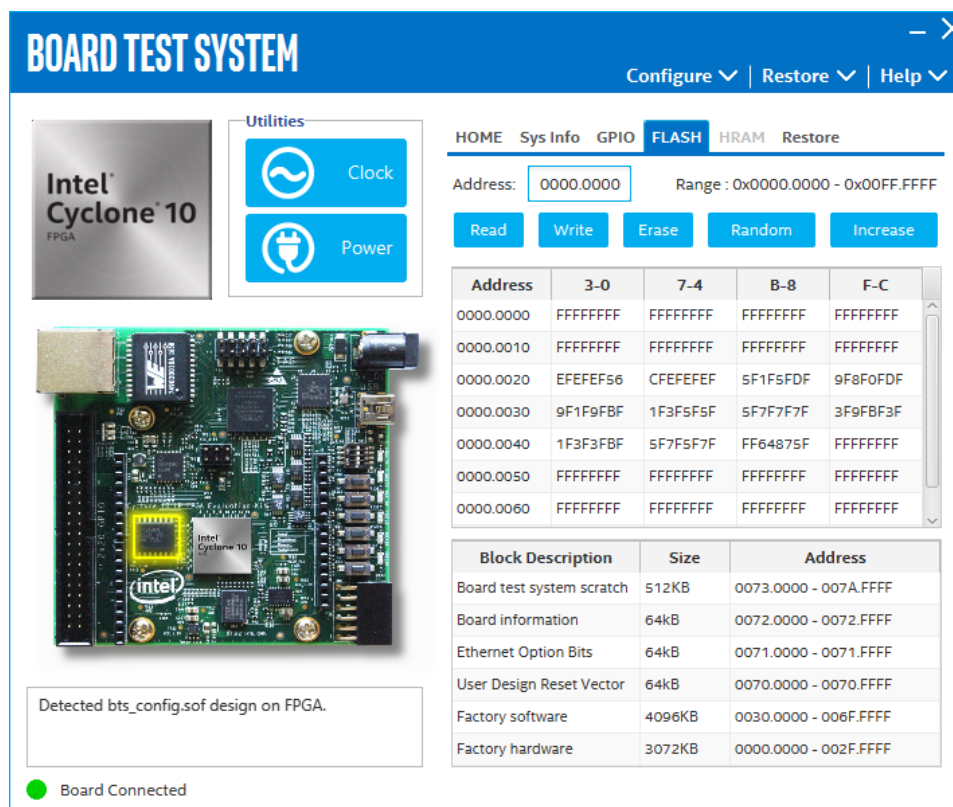 BOARD TEST SYSTEM
Configure | Restore | Help
Intel® Cyclone® 10
FPGA
Utilities
Clock
Power
HOME Sys Info GPIO FLASH HRAM Restore
Address: 0000.0000 Range : 0x0000.0000 - 0x00FF.FFFF
Read Write Erase Random Increase
Address 3-0 7-4 B-8 F-C
0000.0000 FFFFFFFF FFFFFFFF FFFFFFFF FFFFFFFF
0000.0010 FFFFFFFF FFFFFFFF FFFFFFFF FFFFFFFF
0000.0020 EFEFEF56 CFEFEFEF 5F1F5FDF 9F8F0FDF
0000.0030 9F1F9FBF 1F3F5F5F 5F7F7F7F 3F9FBF3F
0000.0040 1F3F3FBF 5F7F5F7F FF64875F FFFFFFFF
0000.0050 FFFFFFFF FFFFFFFF FFFFFFFF FFFFFFFF
0000.0060 FFFFFFFF FFFFFFFF FFFFFFFF FFFFFFFF
Intel
Cyclone 10
intel
Block Description Size Address
Board test system scratch 512KB 0073.0000 - 007A.FFFF
Board information 64kB 0072.0000 - 0072.FFFF
Ethernet Option Bits 64kB 0071.0000 - 0071.FFFF
User Design Reset Vector 64kB 0070.0000 - 0070.FFFF
Factory software 4096KB 0030.0000 - 006F.FFFF
Factory hardware 3072KB 0000.0000 - 002F.FFFF
Detected bts_config.sof design on FPGA.
Board Connected